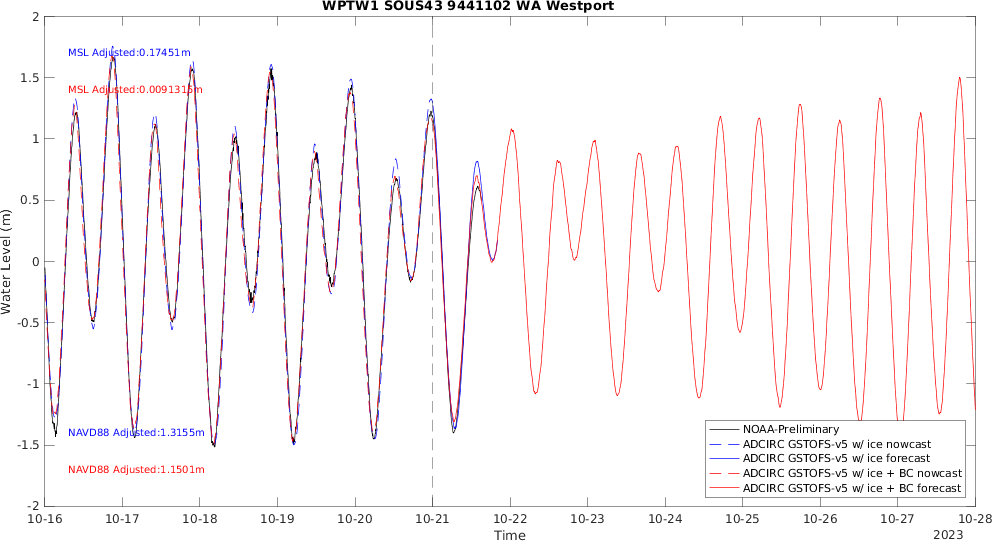 WPTW1 SOUS43 9441102 WA Westport
2
1.5
1
0.5
0
-0.5
-1
-1.5
-2
Water Level (m)
MSL Adjusted:0.17451m
MSL Adjusted:0.0091315m
NAVD88 Adjusted:1.3155m
NAVD88 Adjusted:1.1501m
NOAA-Preliminary
ADCIRC GSTOFS-v5 w/ ice nowcast
ADCIRC GSTOFS-v5 w/ ice forecast
ADCIRC GSTOFS-v5 w/ ice + BC nowcast
ADCIRC GSTOFS-v5 w/ ice + BC forecast
10-16 10-17 10-18 10-19 10-20 10-21 10-22 10-23 10-24 10-25 10-26 10-27 10-28
Time
2023